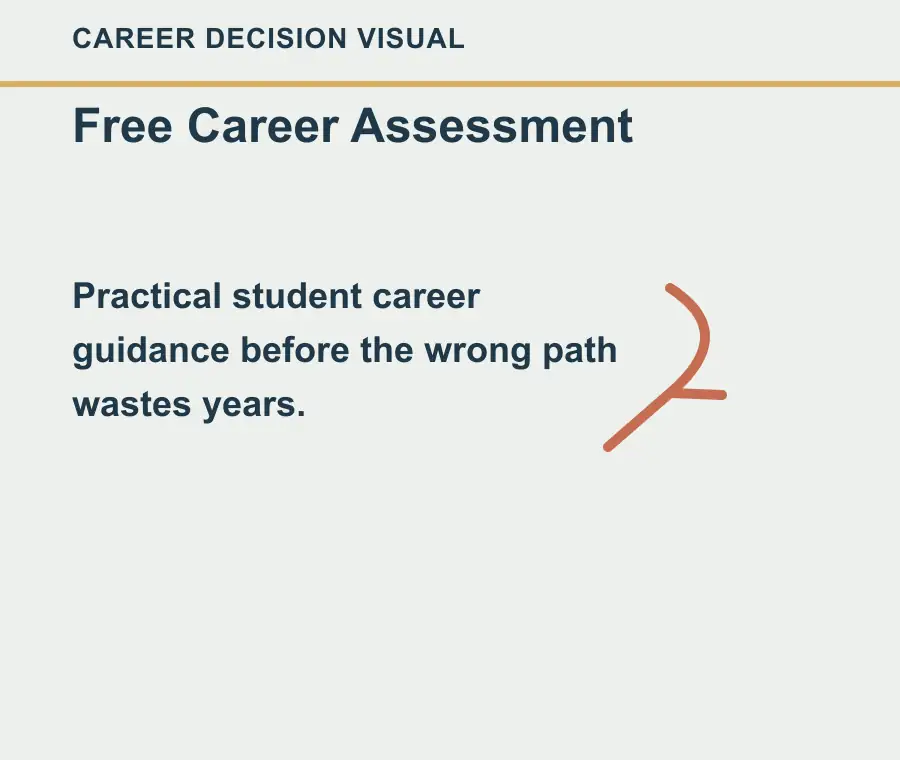 CAREER DECISION VISUAL
Free Career Assessment
Practical student career
guidance before the wrong path
wastes years.